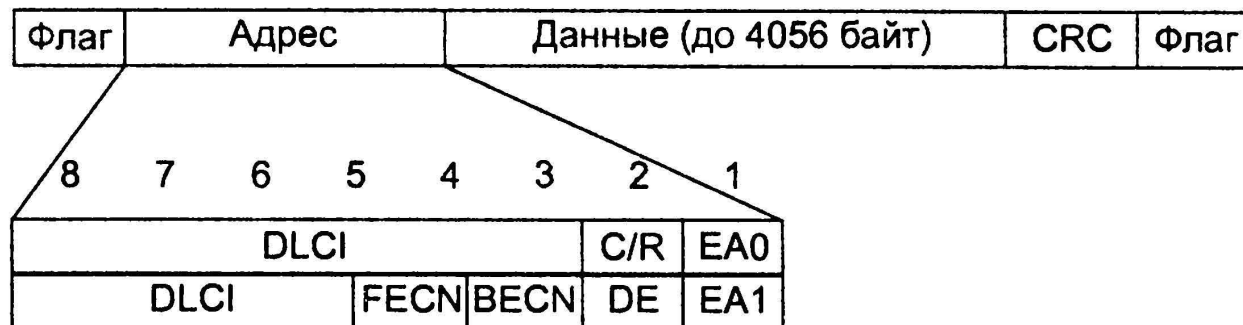 Флаг Адрес Данные (до 4056 байт) CRC Флаг
8 7 6 5 4 3 2 1
DLCI C/R EA0
DLCI FECN BECN DE EA1